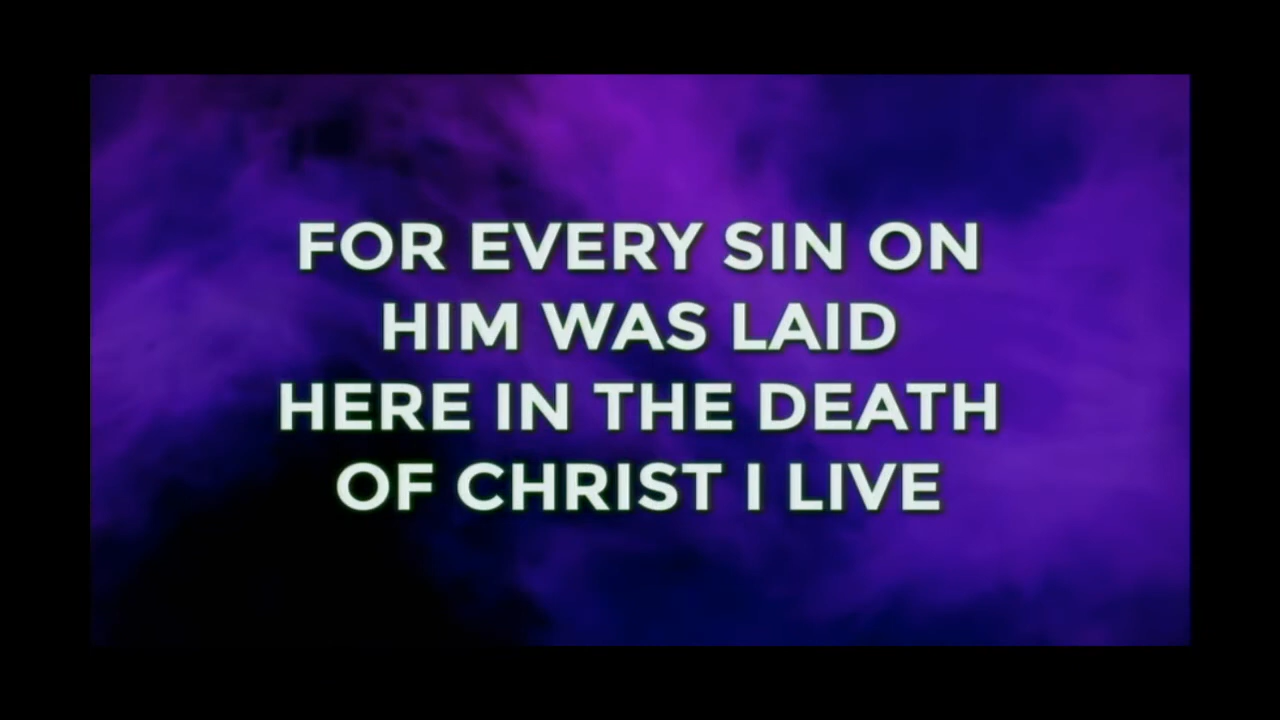 FOR EVERY SIN ON
HIM WAS LAID
HERE IN THE DEATH
OF CHRIST I LIVE